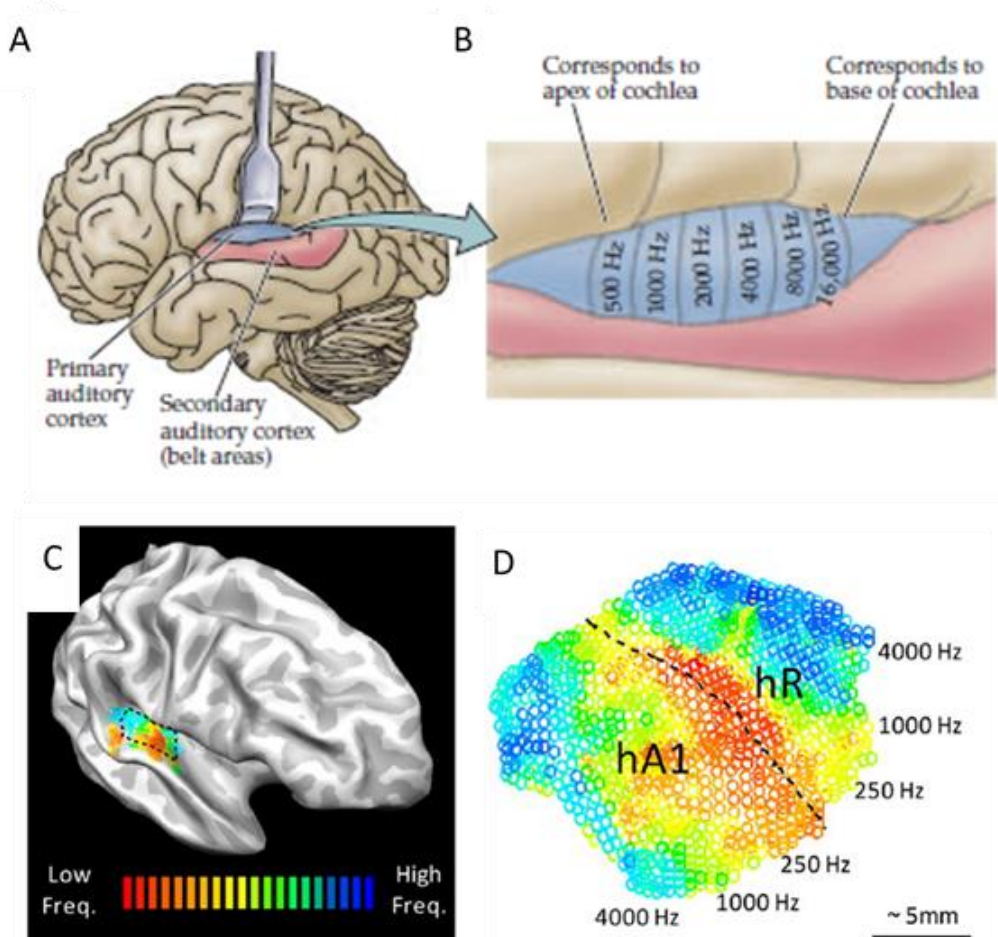 A
B
Corresponds to
apex of cochlea
Corresponds to
base of cochlea
500 Hz
1000 Hz
2000 Hz
4000 Hz
8000 Hz
16,000 Hz
Primary
auditory
cortex
Secondary
auditory cortex
(belt areas)
C
Low
Freq.
High
Freq.
D
hR
hA1
4000 Hz
1000 Hz
250 Hz
250 Hz
1000 Hz
4000 Hz
~ 5mm